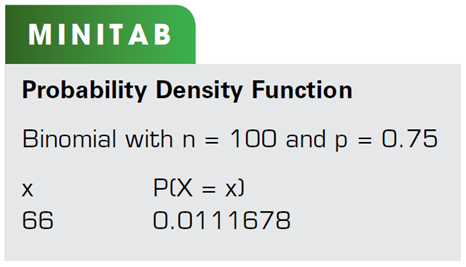 MINITAB
Probability Density Function
Binomial with n = 100 and p = 0.75
x P(X = x)
66 0.0111678